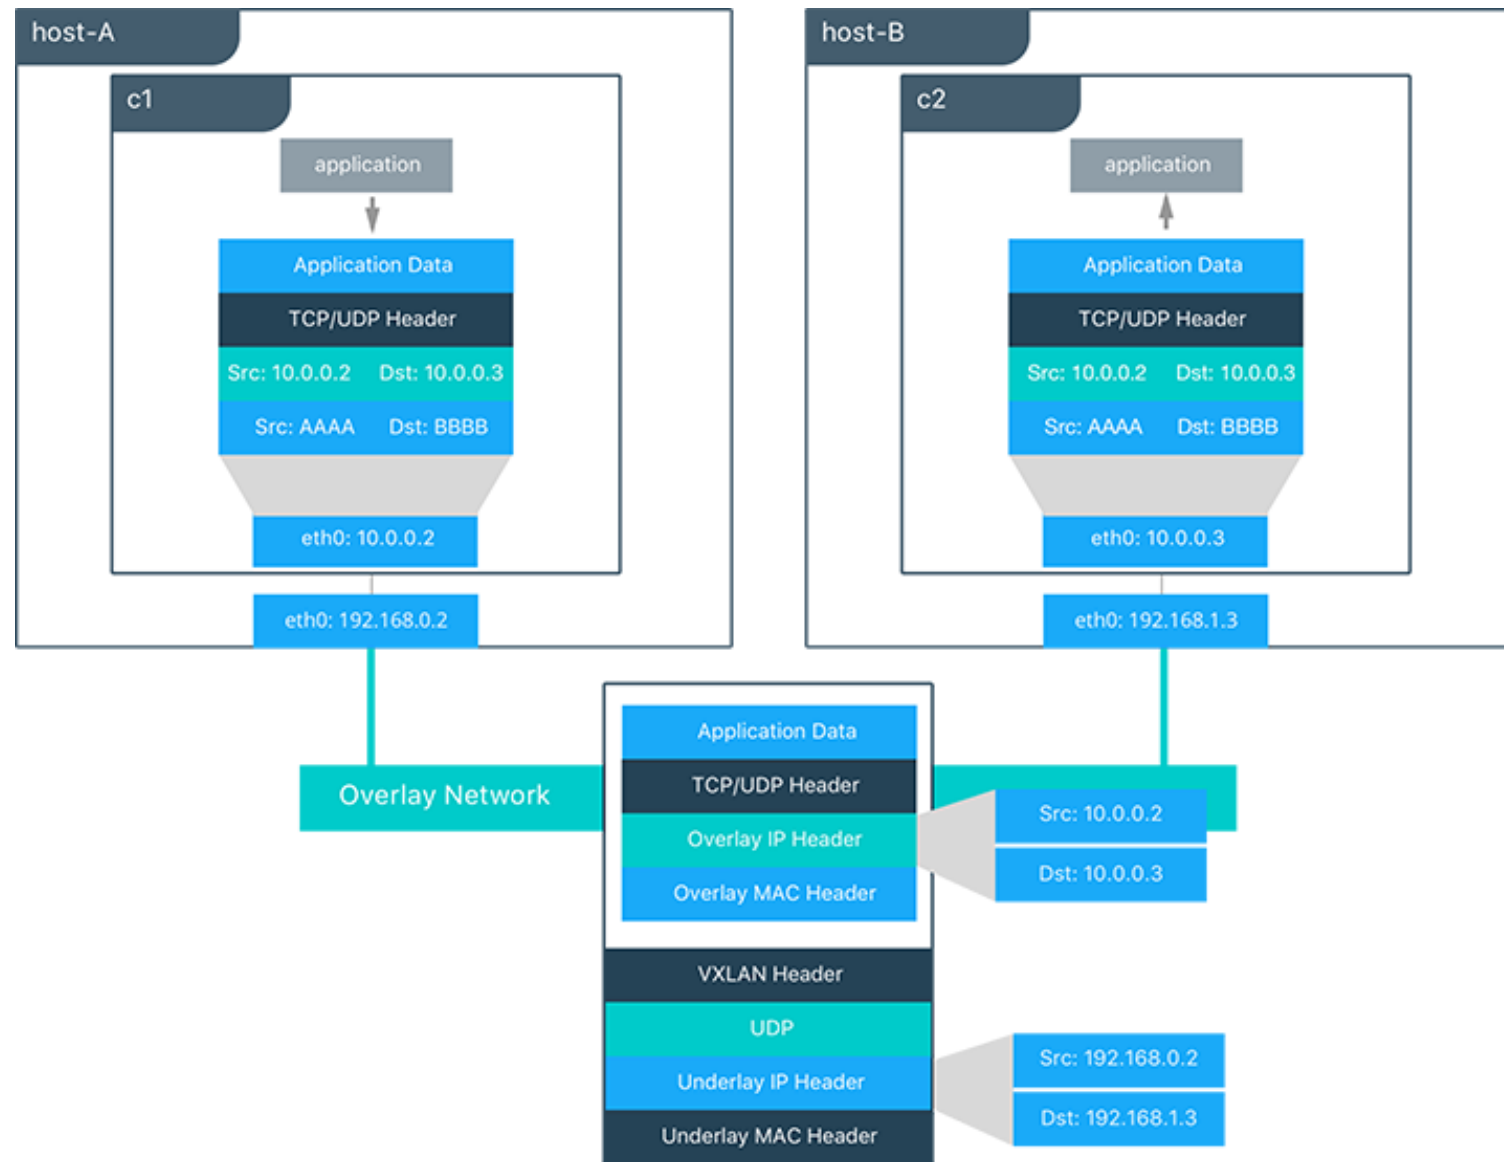 host-A
c1
application
Application Data
TCP/UDP Header
Src: 10.0.0.2 Dst: 10.0.0.3
Src: AAAA Dst: BBBB
eth0: 10.0.0.2
eth0: 192.168.0.2
host-B
c2
application
Application Data
TCP/UDP Header
Src: 10.0.0.2 Dst: 10.0.0.3
Src: AAAA Dst: BBBB
eth0: 10.0.0.3
eth0: 192.168.1.3
Overlay Network
Application Data
TCP/UDP Header
Overlay IP Header
Overlay MAC Header
Src: 10.0.0.2
Dst: 10.0.0.3
VXLAN Header
UDP
Underlay IP Header
Underlay MAC Header
Src: 192.168.0.2
Dst: 192.168.1.3